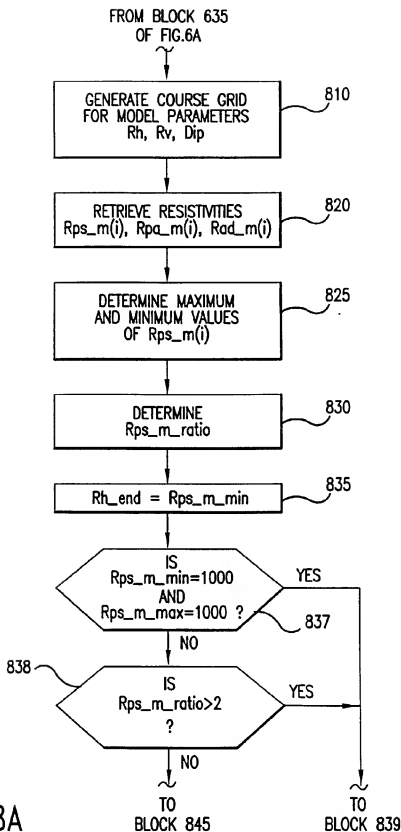 FROM BLOCK 635
OF FIG.6A
GENERATE COURSE GRID
FOR MODEL PARAMETERS
Rh, Rv, Dip
810
RETRIEVE RESISTIVITIES
Rps_m(i), Rpa_m(i), Rad_m(i)
820
DETERMINE MAXIMUM
AND MINIMUM VALUES
OF Rps_m(i)
825
DETERMINE
Rps_m_ratio
830
Rh_end = Rps_m_min
835
IS
Rps_m_min=1000
AND
Rps_m_max=1000 ?
YES
837
NO
838
IS
Rps_m_ratio>2
?
YES
NO
TO
BLOCK 845
TO
BLOCK 839
8A